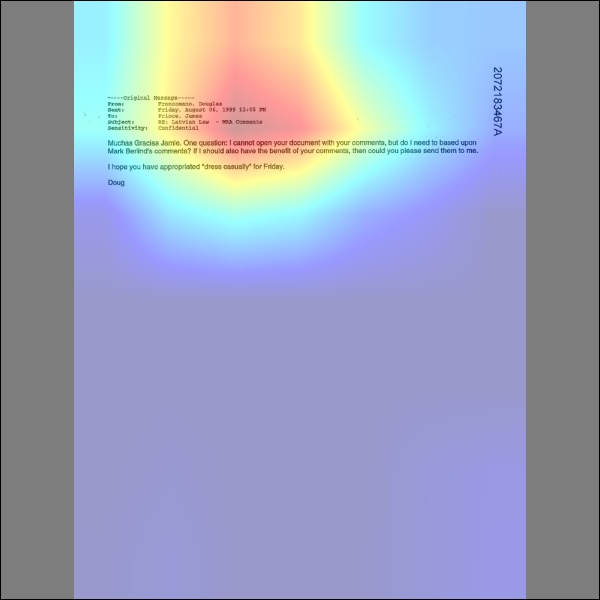 -----Original Message-----
From: Francomano, Douglas
Sent: Friday, August 06, 1999 12:05 PM
To: Prince, James
Subject: RE: Latvian Law - MRA Comments
Sensitivity: Confidential
Muchas Gracias Jamie. One question: I cannot open your document with your comments, but do I need to based upon
Mark Berlind's comments? If I should also have the benefit of your comments, then could you please send them to me.
I hope you have appropriated "dress casually" for Friday.
Doug
2072183467A